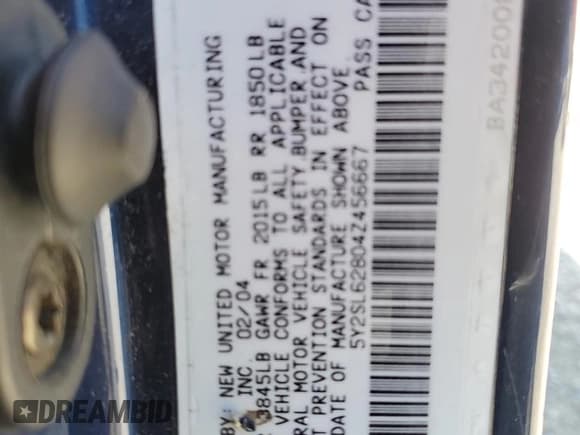 BY: NEW UNITED MOTOR MANUFACTURING
INC. 02/04
3845LB GAWR FR 2015LB RR 1850LB
VEHICLE CONFORMS TO ALL APPLICABLE
MOTOR VEHICLE SAFETY, BUMPER, AND
PREVENTION STANDARDS IN EFFECT ON
DATE OF MANUFACTURE SHOWN ABOVE.
5Y2SL62804Z456667 PASS CA
BA34200
DREAMBID